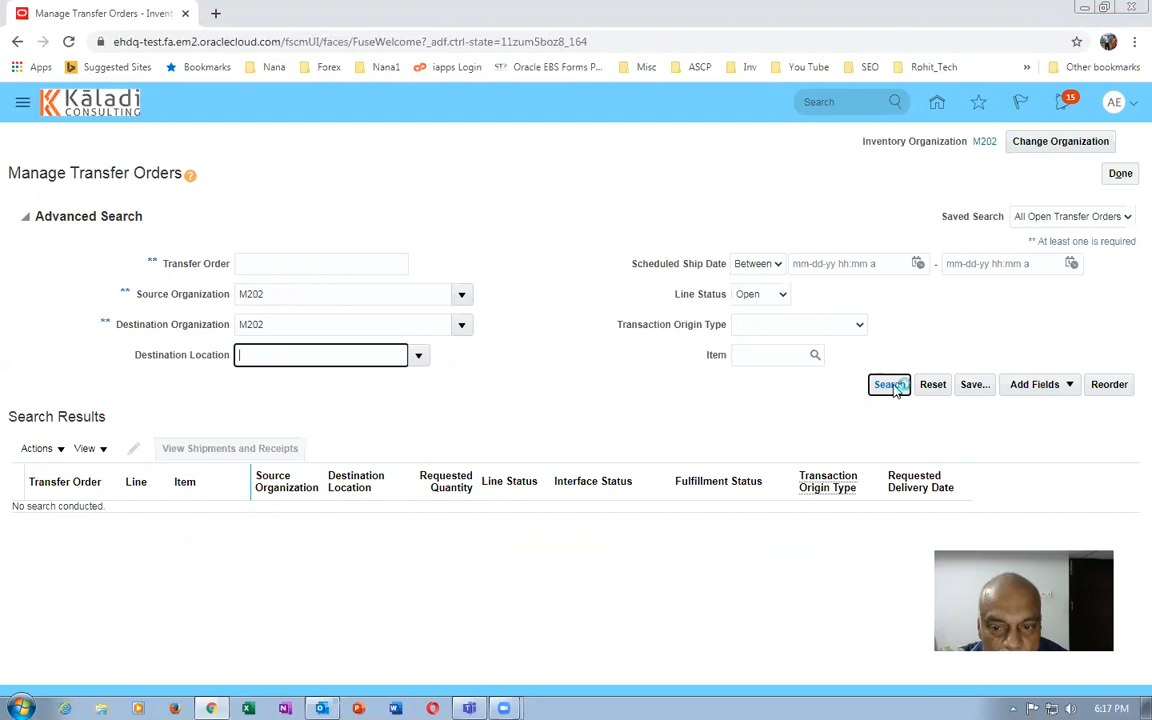 Manage Transfer Orders - Invent
ehdq-test.fa.em2.oraclecloud.com/fscmUI/faces/FuseWelcome?_adf.ctrl-state=11zum5boz8_164
Apps Suggested Sites Bookmarks Nana Forex Nana1 iapps Login Oracle EBS Forms P... Misc ASCP Inv You Tube SEO Rohit_Tech » Other bookmarks
Kāladi
CONSULTING
Search
15
AE
Inventory Organization M202 Change Organization
Manage Transfer Orders ?
Done
Advanced Search
Saved Search All Open Transfer Orders
** At least one is required
** Transfer Order
Scheduled Ship Date Between mm-dd-yy hh:mm a - mm-dd-yy hh:mm a
** Source Organization M202
Line Status Open
** Destination Organization M202
Transaction Origin Type
Destination Location
Item
Search Reset Save... Add Fields Reorder
Search Results
Actions View View Shipments and Receipts
Transfer Order Line Item Source Organization Destination Location Requested Quantity Line Status Interface Status Fulfillment Status Transaction Origin Type Requested Delivery Date
No search conducted.
6:17 PM